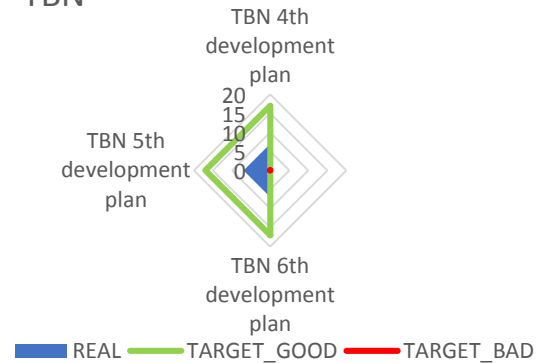 TBN
TBN 4th
development
plan
20
15
10
5
0
TBN 5th
development
plan
TBN 6th
development
plan
REAL TARGET_GOOD TARGET_BAD